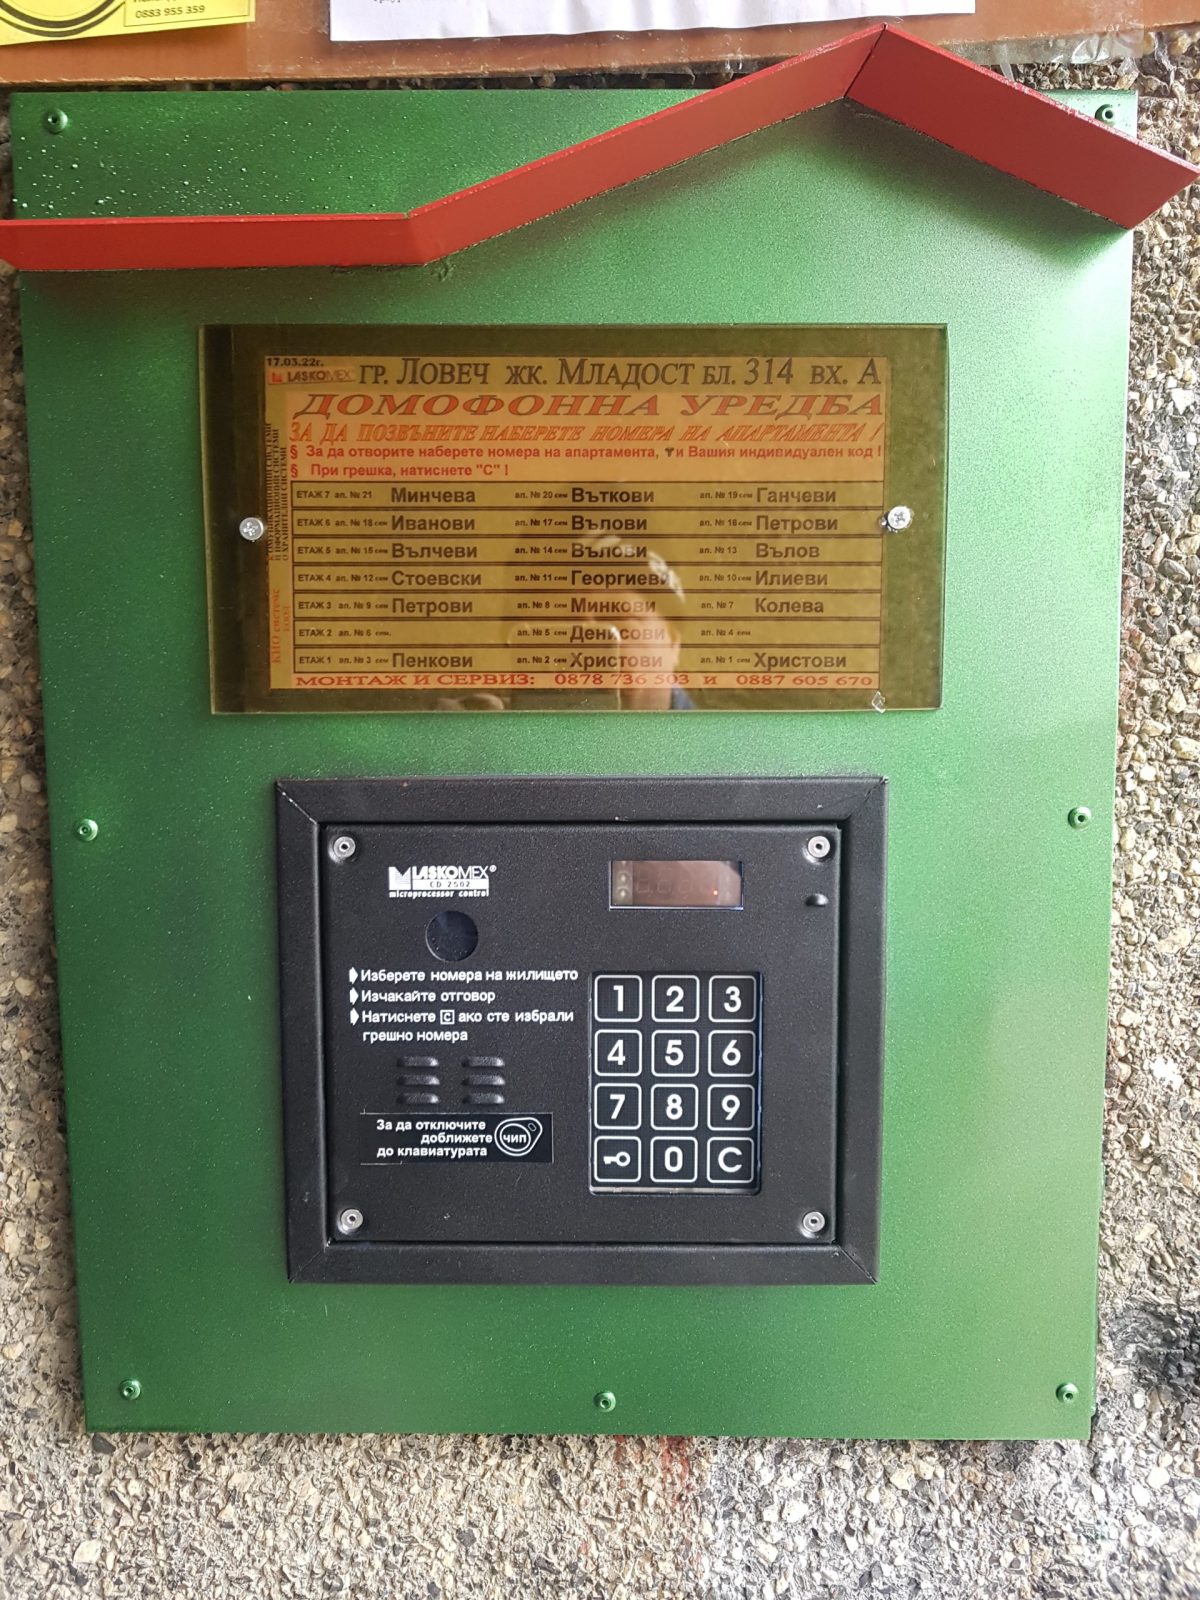 0883 955 359
17.03.22г.
LASKOMEX гр. Ловеч жк. Младост бл. 314 вх. А
ДОМОФОННА УРЕДБА
ЗА ДА ПОЗВЪНИТЕ НАБЕРЕТЕ НОМЕРА НА АПАРТАМЕНТА !
§ За да отворите наберете номера на апартамента, и Вашия индивидуален код !
§ При грешка, натиснете "С" !
ЕТАЖ 7 ап. № 21 Минчева ап. № 20 сем Въткови ап. № 19 сем Ганчеви
ЕТАЖ 6 ап. № 18 сем Иванови ап. № 17 сем Вълови ап. № 16 сем Петрови
ЕТАЖ 5 ап. № 15 сем Вълчеви ап. № 14 сем Вълови ап. № 13 Вълов
ЕТАЖ 4 ап. № 12 сем Стоевски ап. № 11 сем Георгиеви ап. № 10 сем Илиеви
ЕТАЖ 3 ап. № 9 сем Петрови ап. № 8 сем Минкови ап. № 7 Колева
ЕТАЖ 2 ап. № 6 сем. ап. № 5 сем Денисови ап. № 4 сем
ЕТАЖ 1 ап. № 3 сем Пенкови ап. № 2 сем Христови ап. № 1 сем Христови
МОНТАЖ И СЕРВИЗ: 0878 736 503 и 0887 605 670
LASKOMEX®
CD 2502
microprocessor control
Изберете номера на жилището
Изчакайте отговор
Натиснете C ако сте избрали
грешно номера
1 2 3
4 5 6
7 8 9
0 C
За да отключите
доближете
до клавиатурата
чип